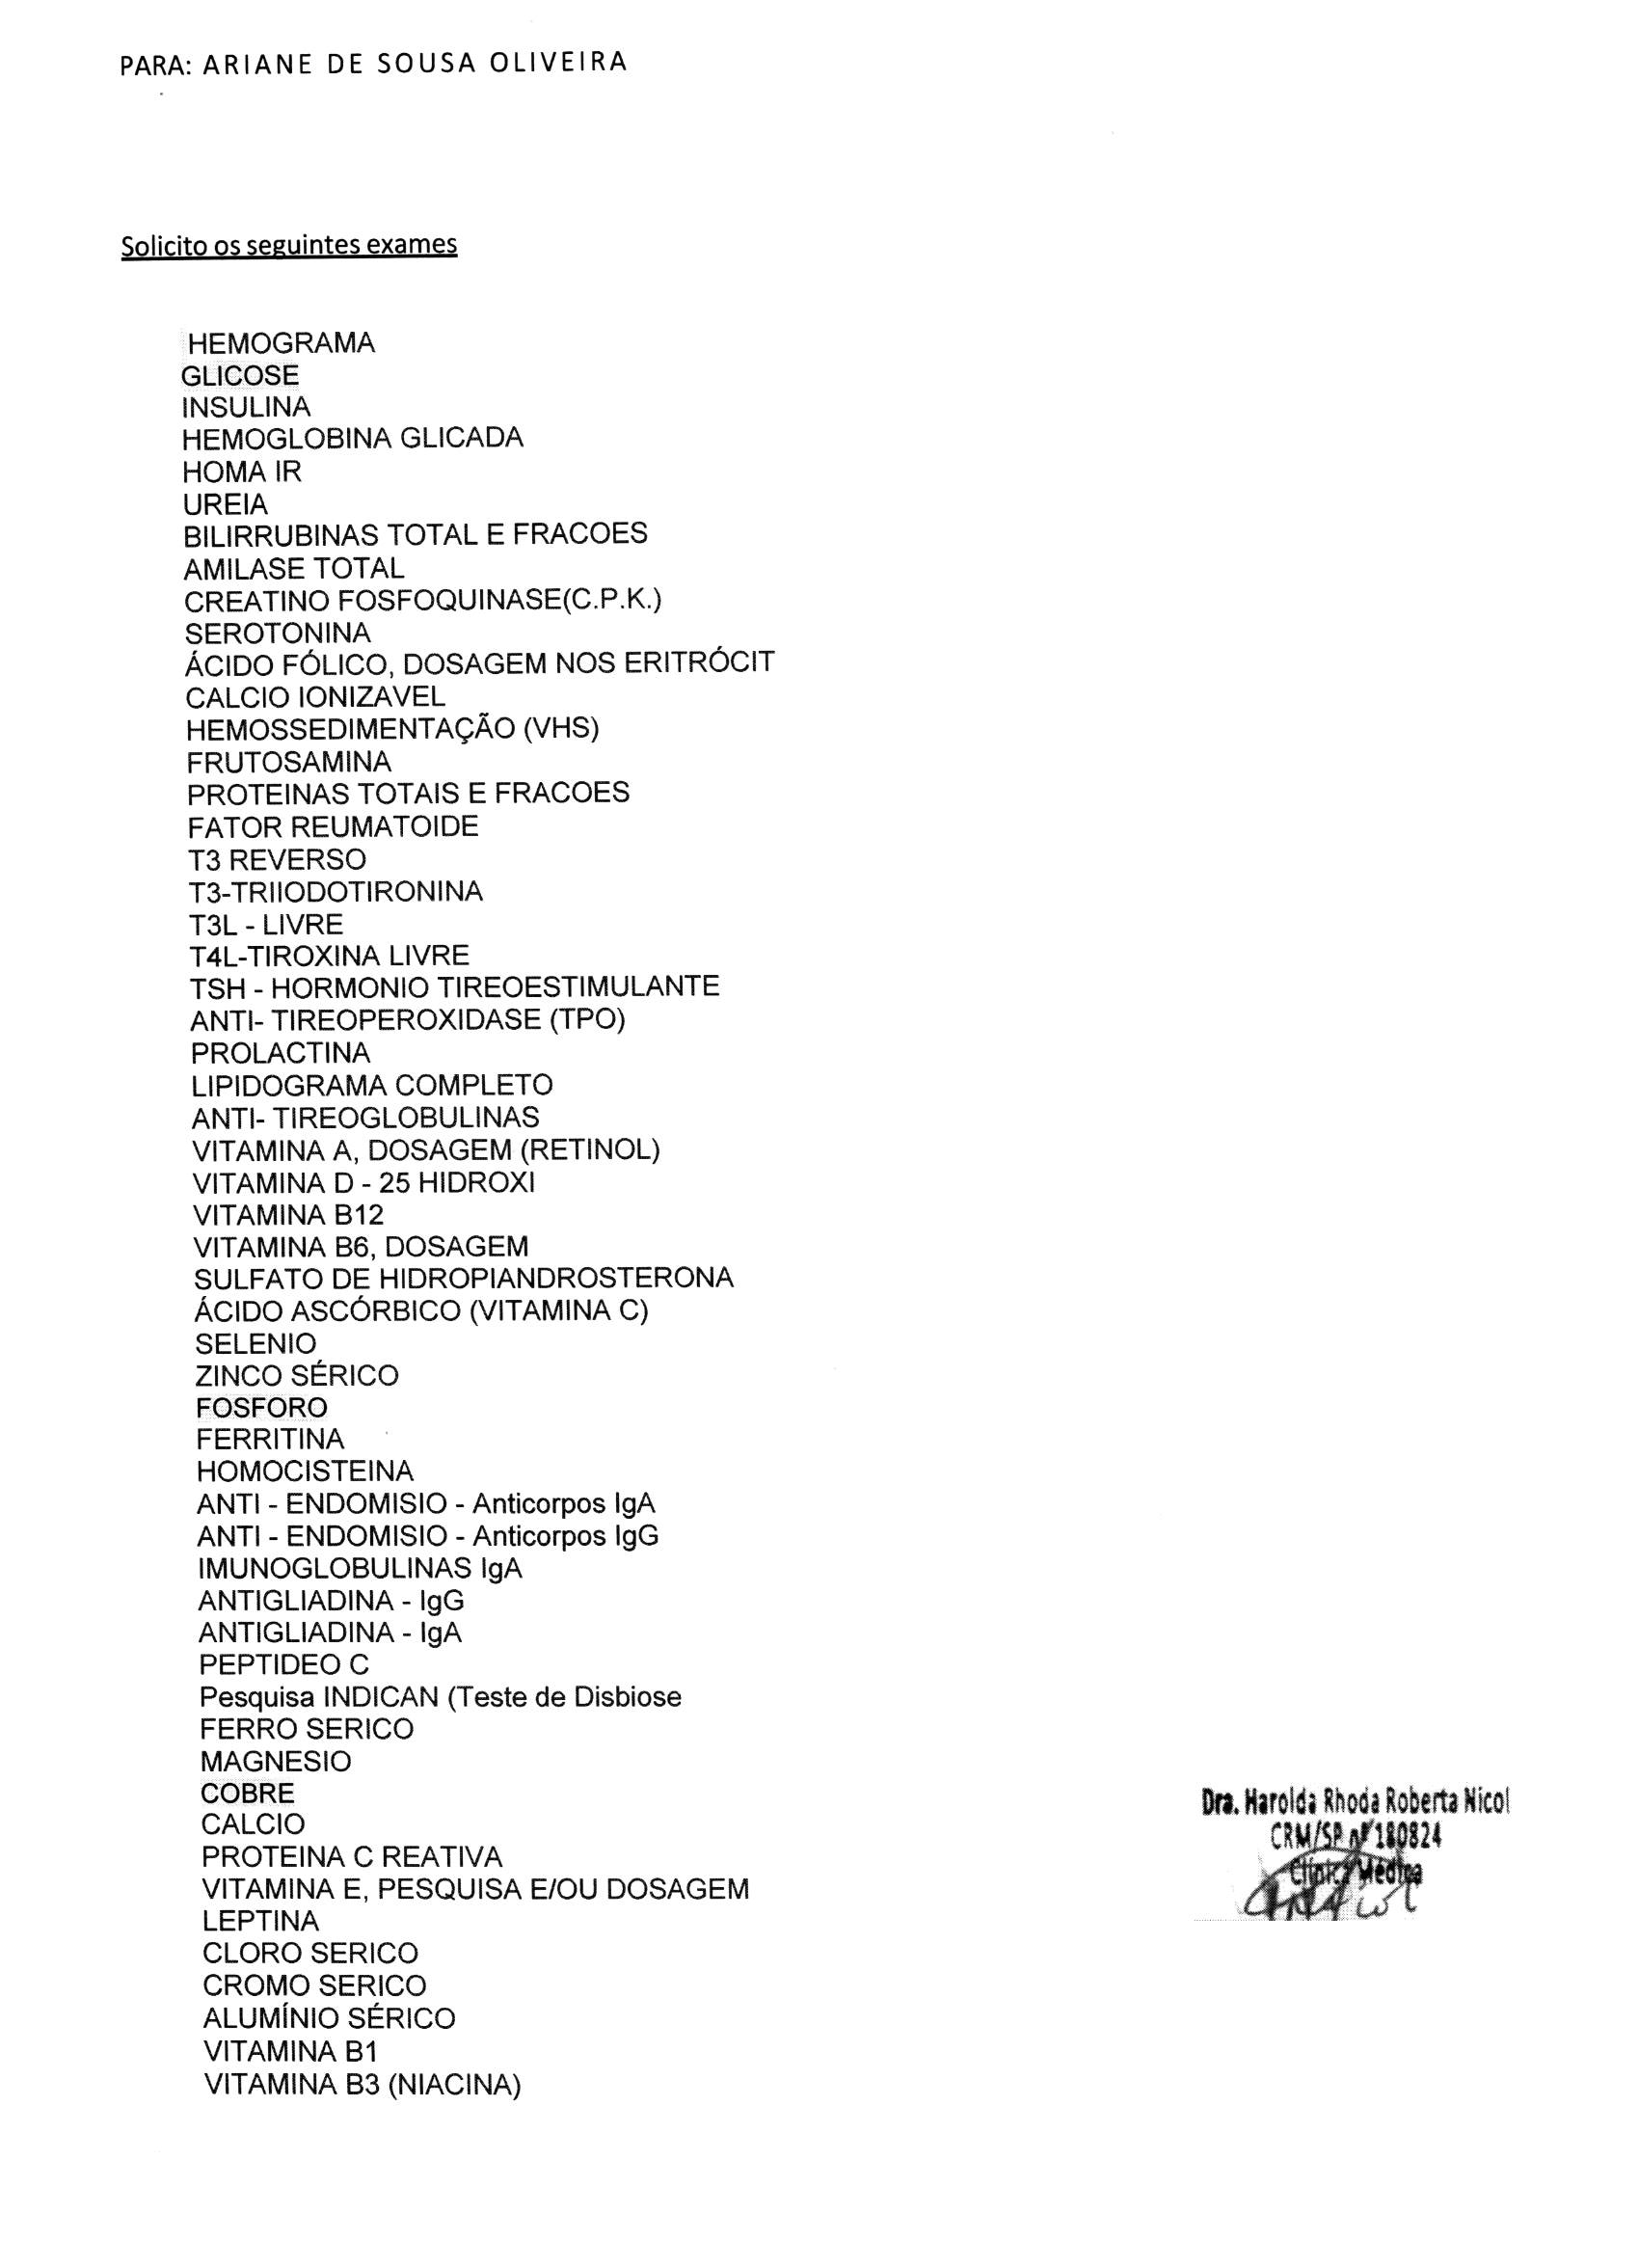 PARA: ARIANE DE SOUSA OLIVEIRA
Solicito os seguintes exames
HEMOGRAMA
GLICOSE
INSULINA
HEMOGLOBINA GLICADA
HOMA IR
UREIA
BILIRRUBINAS TOTAL E FRACOES
AMILASE TOTAL
CREATINO FOSFOQUINASE(C.P.K.)
SEROTONINA
ÁCIDO FÓLICO, DOSAGEM NOS ERITRÓCIT
CALCIO IONIZAVEL
HEMOSSEDIMENTAÇÃO (VHS)
FRUTOSAMINA
PROTEINAS TOTAIS E FRACOES
FATOR REUMATOIDE
T3 REVERSO
T3-TRIIODOTIRONINA
T3L - LIVRE
T4L-TIROXINA LIVRE
TSH - HORMONIO TIREOESTIMULANTE
ANTI- TIREOPEROXIDASE (TPO)
PROLACTINA
LIPIDOGRAMA COMPLETO
ANTI- TIREOGLOBULINAS
VITAMINA A, DOSAGEM (RETINOL)
VITAMINA D - 25 HIDROXI
VITAMINA B12
VITAMINA B6, DOSAGEM
SULFATO DE HIDROPIANDROSTERONA
ÁCIDO ASCÓRBICO (VITAMINA C)
SELENIO
ZINCO SÉRICO
FOSFORO
FERRITINA
HOMOCISTEINA
ANTI - ENDOMISIO - Anticorpos IgA
ANTI - ENDOMISIO - Anticorpos IgG
IMUNOGLOBULINAS IgA
ANTIGLIADINA - IgG
ANTIGLIADINA - IgA
PEPTIDEO C
Pesquisa INDICAN (Teste de Disbiose
FERRO SERICO
MAGNESIO
COBRE
CALCIO
PROTEINA C REATIVA
VITAMINA E, PESQUISA E/OU DOSAGEM
LEPTINA
CLORO SERICO
CROMO SERICO
ALUMÍNIO SÉRICO
VITAMINA B1
VITAMINA B3 (NIACINA)
Dra. Harolda Rhoda Roberta Nicol
CRM/SP nº 180824
Clínica Médica